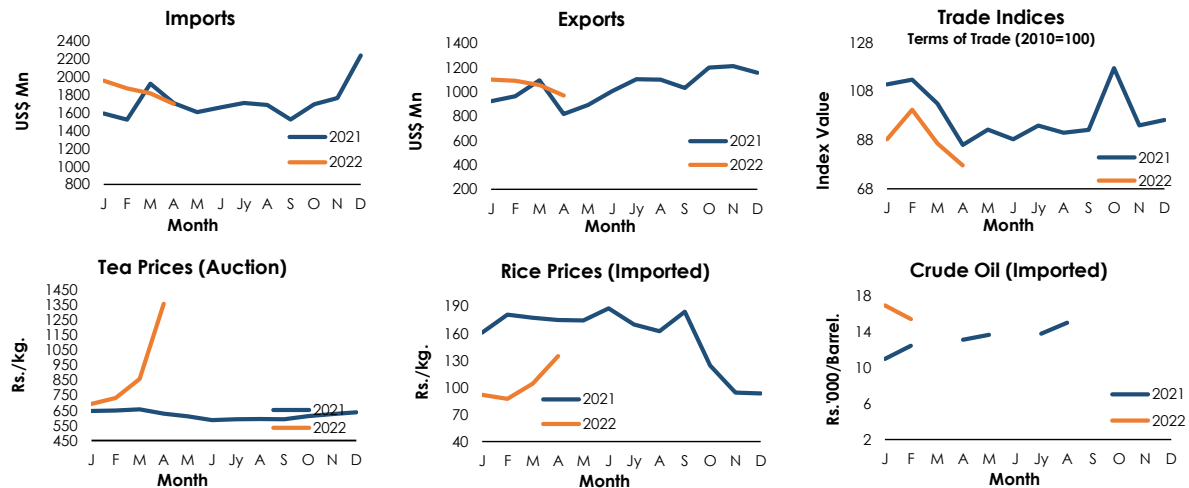 Imports
US$ Mn
2400
2200
2000
1800
1600
1400
1200
1000
800
2021
2022
J F M A M J Jy A S O N D
Month
Exports
US$ Mn
1400
1200
1000
800
600
400
200
2021
2022
J F M A M J Jy A S O N D
Month
Trade Indices
Terms of Trade (2010=100)
Index Value
128
108
88
68
2021
2022
J F M A M J Jy A S O N D
Month
Tea Prices (Auction)
Rs./kg.
1450
1350
1250
1150
1050
950
850
750
650
550
450
2021
2022
J F M A M J Jy A S O N D
Month
Rice Prices (Imported)
Rs./kg.
190
160
130
100
70
40
2021
2022
J F M A M J Jy A S O N D
Month
Crude Oil (Imported)
Rs.'000/Barrel.
18
14
10
6
2
2021
2022
J F M A M J Jy A S O N D
Month